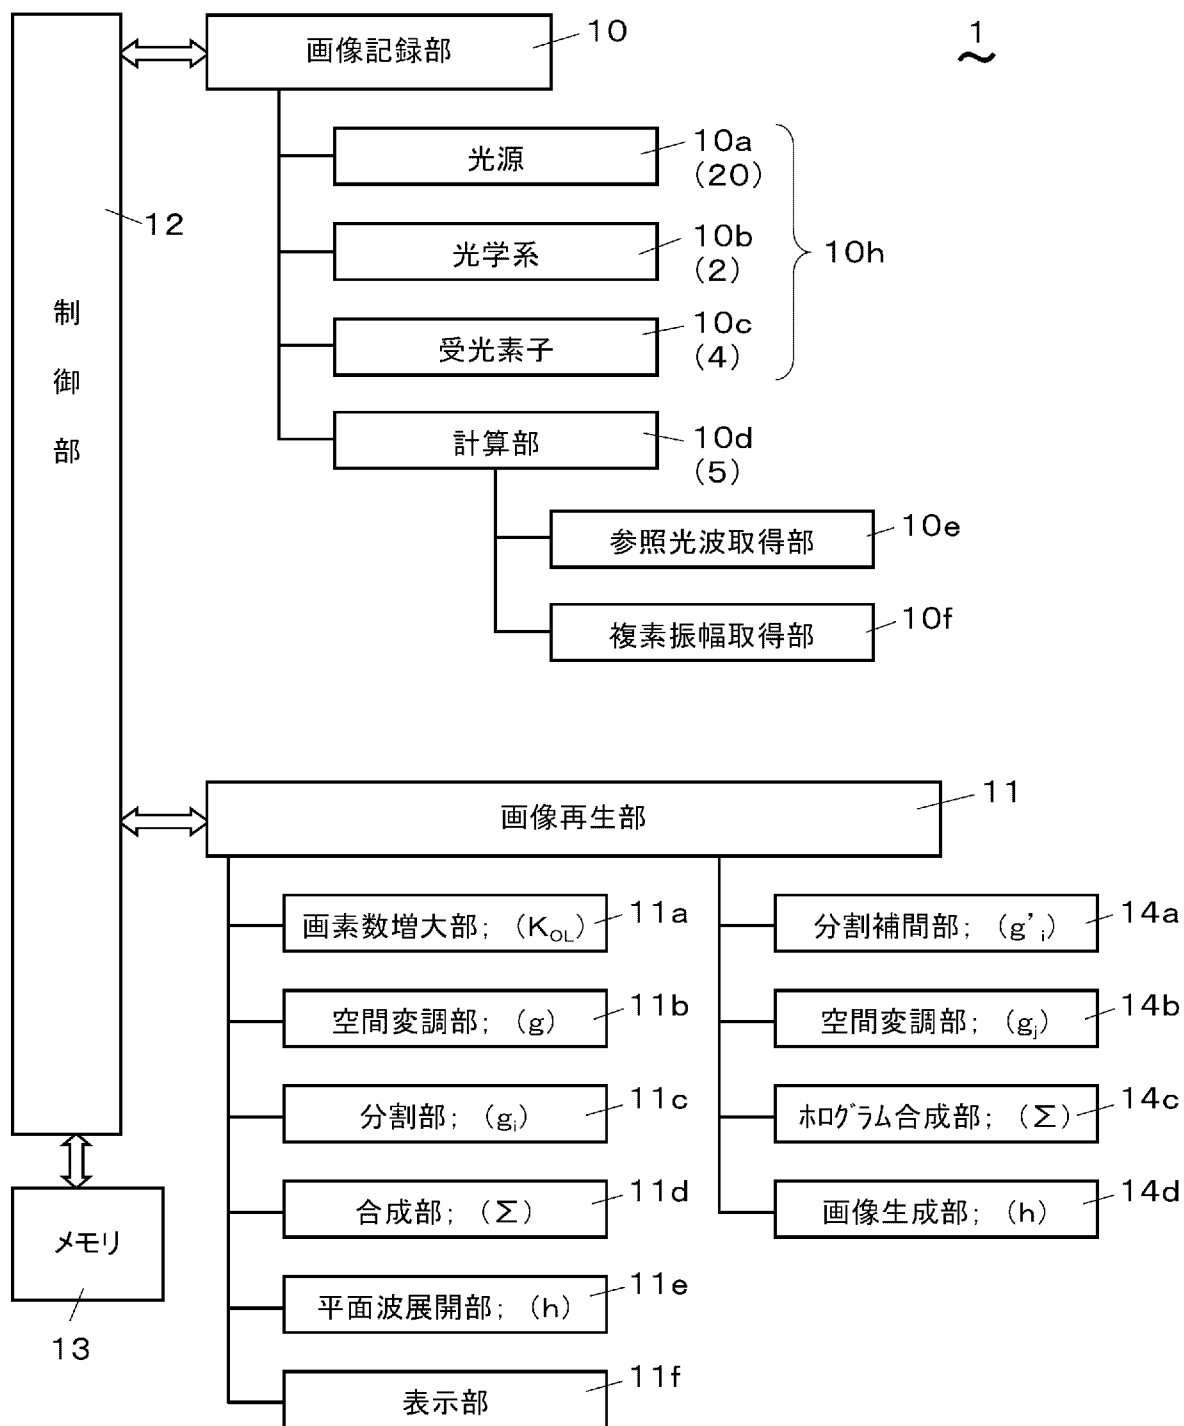 1
画像記録部 10
光源 10a (20)
光学系 10b (2)
受光素子 10c (4)
10h
計算部 10d (5)
参照光波取得部 10e
複素振幅取得部 10f
制御部 12
画像再生部 11
画素数増大部; (K_OL) 11a
空間変調部; (g) 11b
分割部; (g_i) 11c
合成部; (Σ) 11d
平面波展開部; (h) 11e
表示部 11f
分割補間部; (g'_i) 14a
空間変調部; (g_j) 14b
ホログラム合成部; (Σ) 14c
画像生成部; (h) 14d
メモリ
13